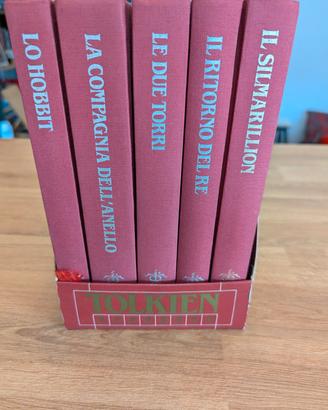 LO HOBBIT
LA COMPAGNIA DELL'ANELLO
LE DUE TORRI
IL RITORNO DEL RE
IL SILMARILLION
TOLKIEN